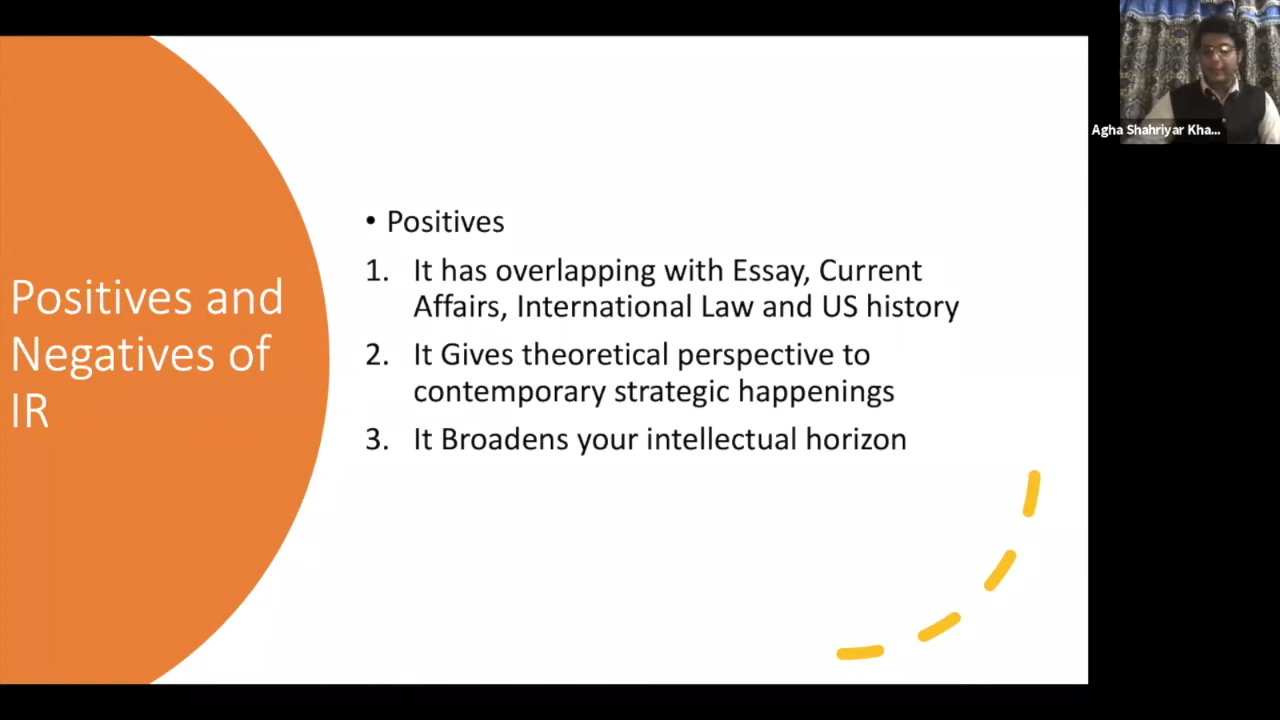 Agha Shahriyar Kha...
Positives and
Negatives of
IR
• Positives
1. It has overlapping with Essay, Current
Affairs, International Law and US history
2. It Gives theoretical perspective to
contemporary strategic happenings
3. It Broadens your intellectual horizon